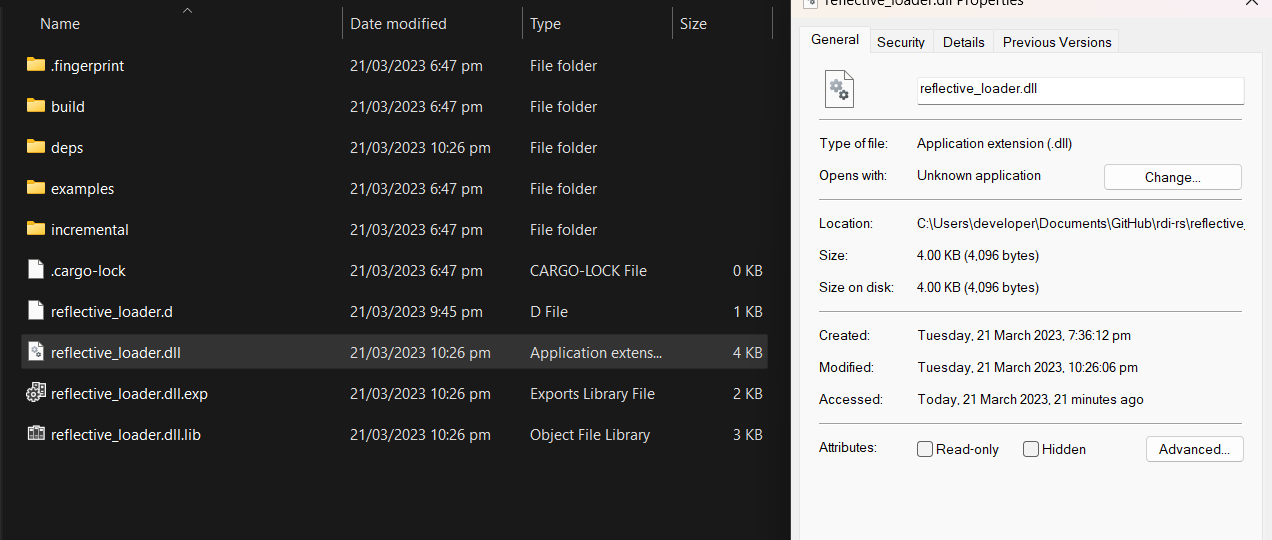 Name Date modified Type Size
.fingerprint 21/03/2023 6:47 pm File folder
build 21/03/2023 6:47 pm File folder
deps 21/03/2023 10:26 pm File folder
examples 21/03/2023 6:47 pm File folder
incremental 21/03/2023 6:47 pm File folder
.cargo-lock 21/03/2023 6:47 pm CARGO-LOCK File 0 KB
reflective_loader.d 21/03/2023 9:45 pm D File 1 KB
reflective_loader.dll 21/03/2023 10:26 pm Application extens... 4 KB
reflective_loader.dll.exp 21/03/2023 10:26 pm Exports Library File 2 KB
reflective_loader.dll.lib 21/03/2023 10:26 pm Object File Library 3 KB
reflective_loader.dll Properties
General Security Details Previous Versions
reflective_loader.dll
Type of file: Application extension (.dll)
Opens with: Unknown application Change...
Location: C:\Users\developer\Documents\GitHub\rdi-rs\reflective_
Size: 4.00 KB (4,096 bytes)
Size on disk: 4.00 KB (4,096 bytes)
Created: Tuesday, 21 March 2023, 7:36:12 pm
Modified: Tuesday, 21 March 2023, 10:26:06 pm
Accessed: Today, 21 March 2023, 21 minutes ago
Attributes: Read-only Hidden Advanced...